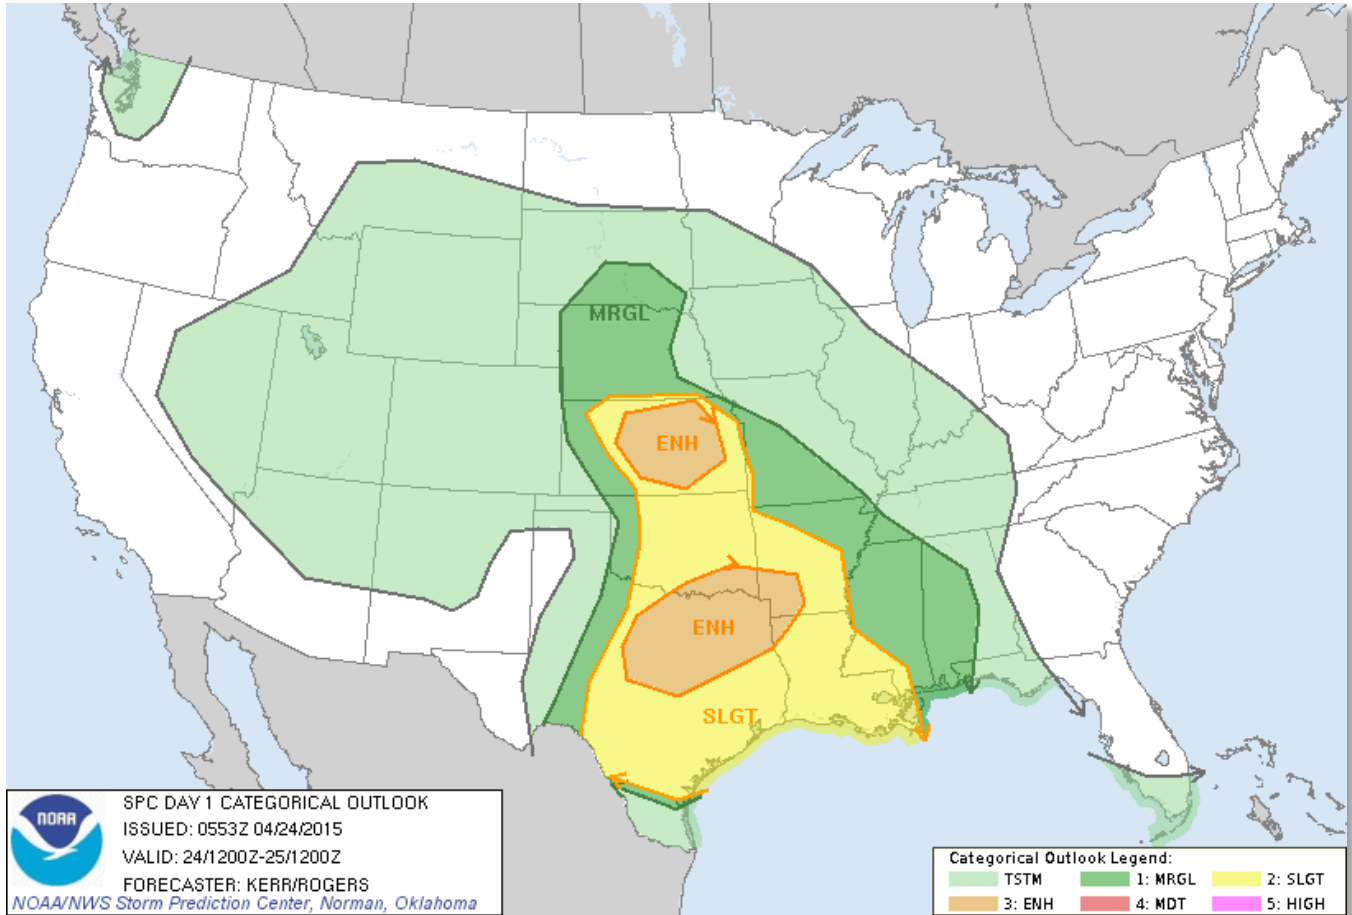 MRGL
ENH
ENH
SLGT
NOAA
SPC DAY 1 CATEGORICAL OUTLOOK
ISSUED: 0553Z 04/24/2015
VALID: 24/1200Z-25/1200Z
FORECASTER: KERR/ROGERS
NOAA/NWS Storm Prediction Center, Norman, Oklahoma
Categorical Outlook Legend:
TSTM 1: MRGL 2: SLGT
3: ENH 4: MDT 5: HIGH